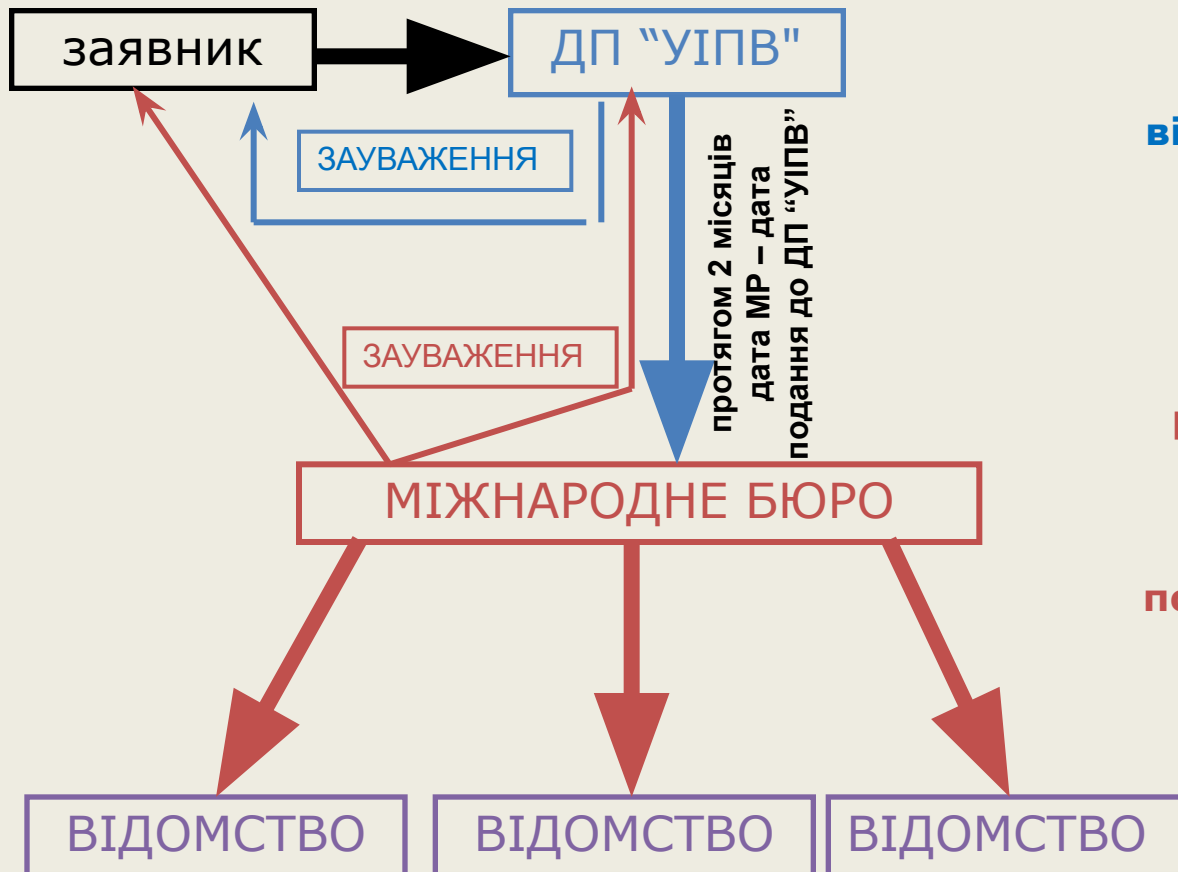 заявник
ДП “УІПВ"
ЗАУВАЖЕННЯ
протягом 2 місяців
дата МР – дата
подання до ДП “УІПВ”
ЗАУВАЖЕННЯ
МІЖНАРОДНЕ БЮРО
ВІДОМСТВО
ВІДОМСТВО
ВІДОМСТВО